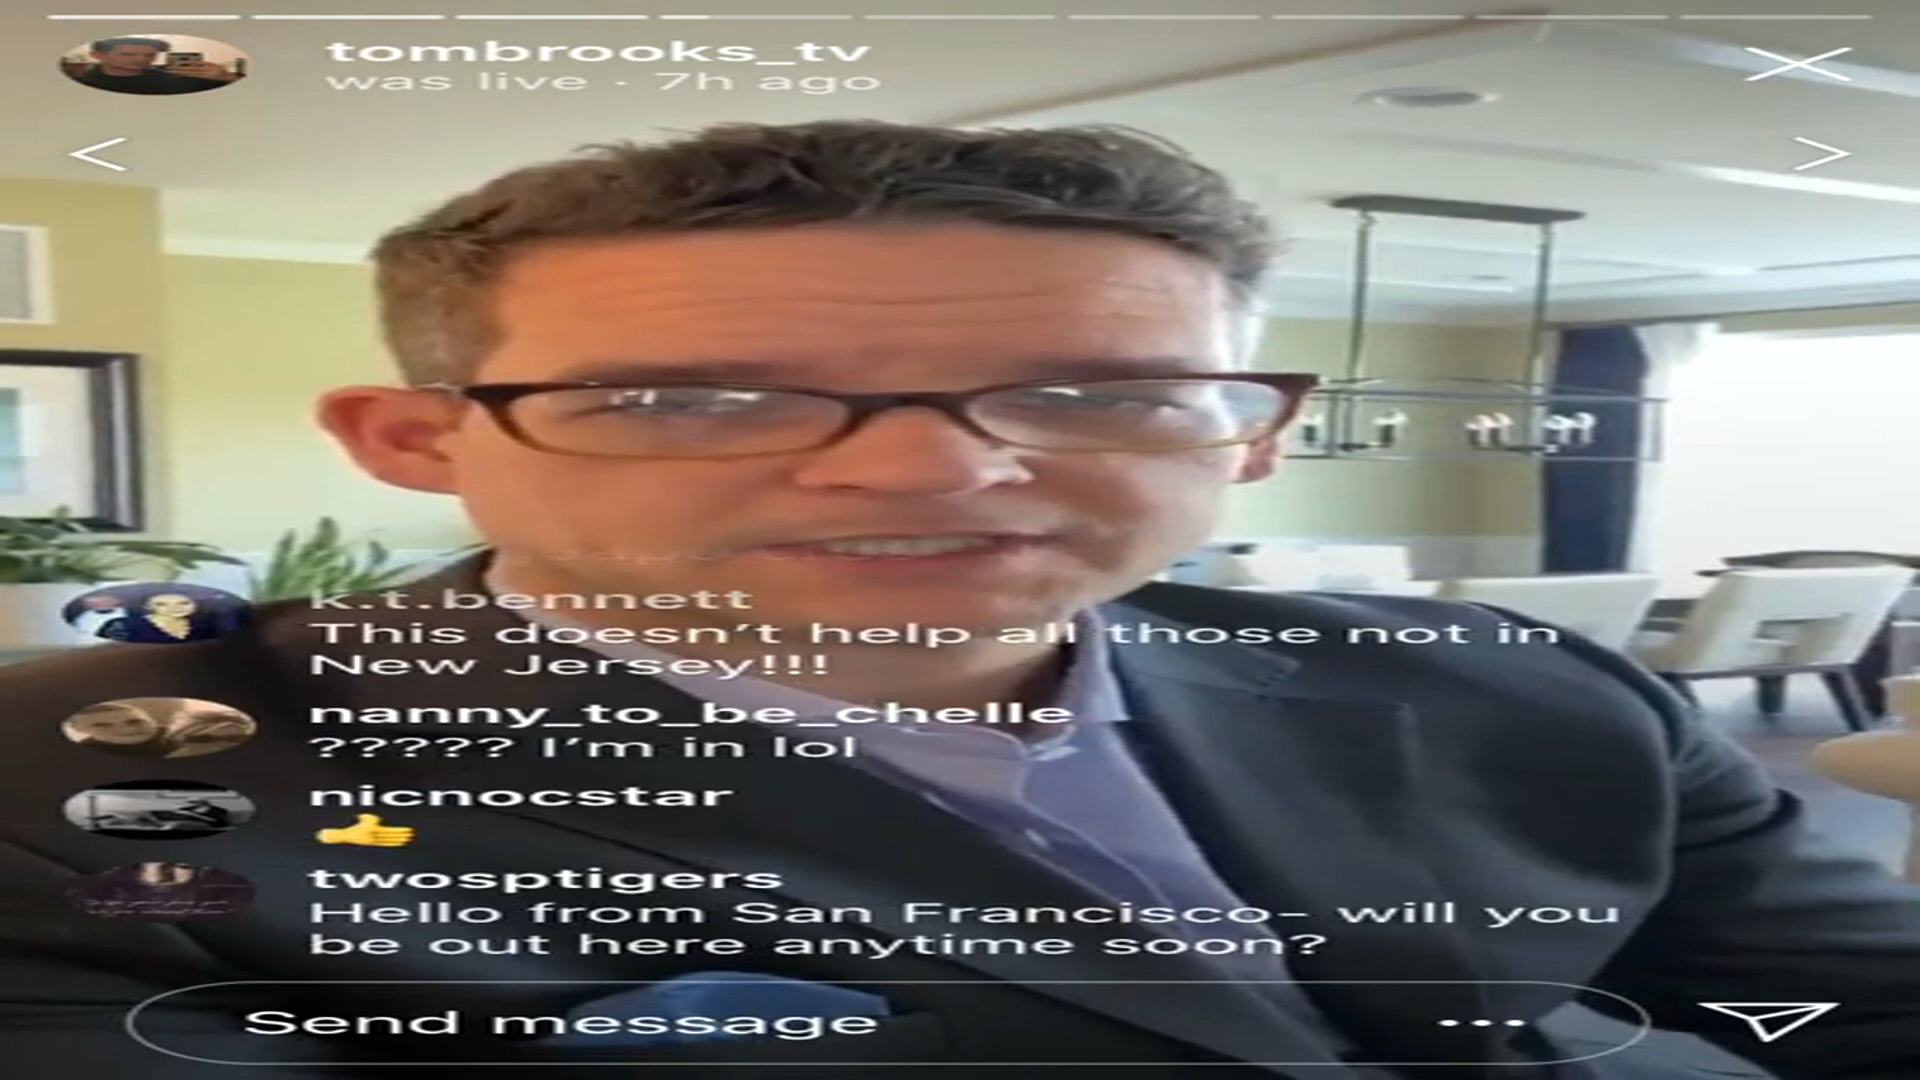 tombrooks_tv
was live · 7h ago
k.t.bennett
This doesn't help all those not in
New Jersey!!!
nanny_to_be_chelle
????? I'm in lol
nicnocstar
👍
twosptigers
Hello from San Francisco- will you
be out here anytime soon?
Send message